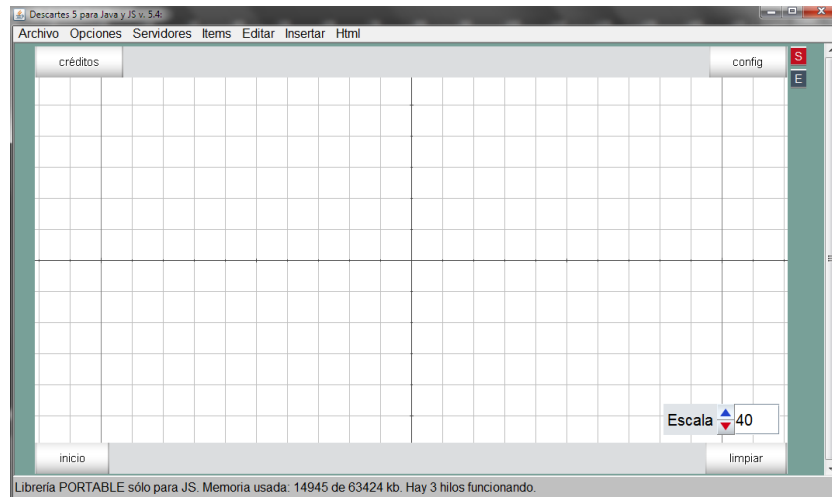 Descartes 5 para Java y JS v. 5.4:
Archivo Opciones Servidores Items Editar Insertar Html
créditos config S
E
Escala 40
inicio limpiar
Librería PORTABLE sólo para JS. Memoria usada: 14945 de 63424 kb. Hay 3 hilos funcionando.